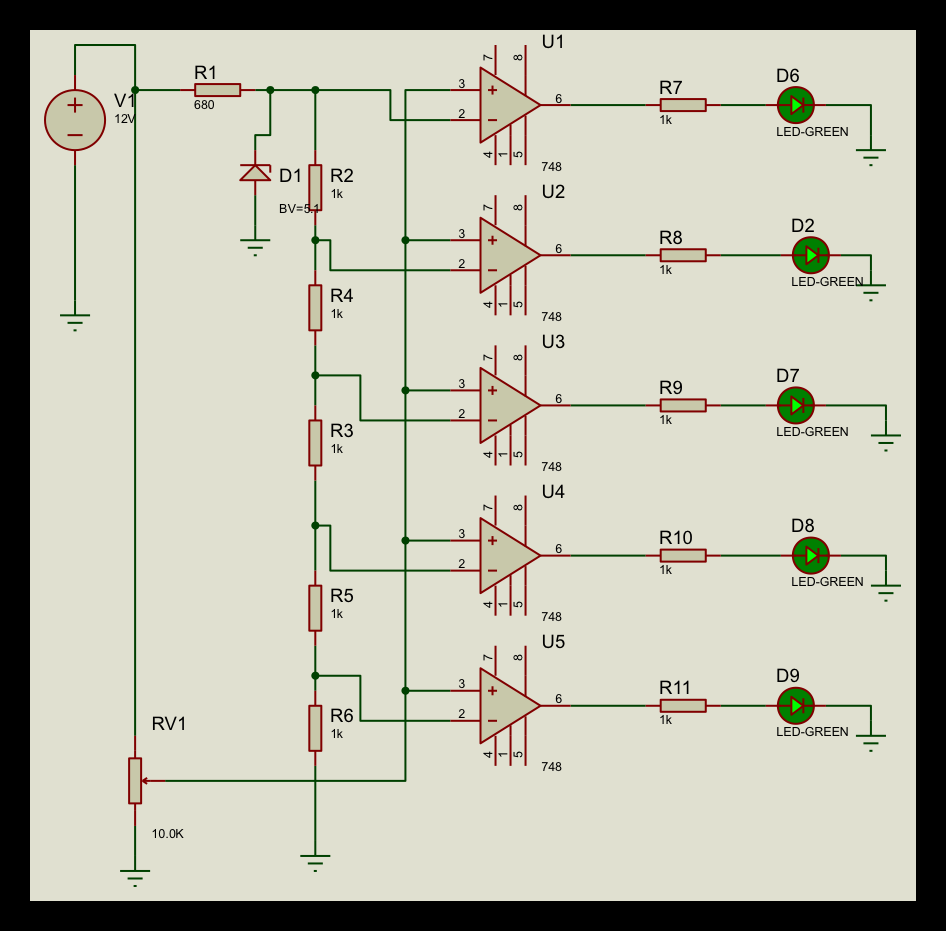 U1
7
8
R1
V1
12V
680
3
2
6
R7
1k
D6
LED-GREEN
4
1
5
748
D1
BV=5.1
R2
1k
U2
7
8
3
2
6
R8
1k
D2
LED-GREEN
4
1
5
748
R4
1k
U3
7
8
3
2
6
R9
1k
D7
LED-GREEN
4
1
5
748
R3
1k
U4
7
8
3
2
6
R10
1k
D8
LED-GREEN
4
1
5
748
R5
1k
U5
7
8
3
2
6
R11
1k
D9
LED-GREEN
4
1
5
748
R6
1k
RV1
10.0K